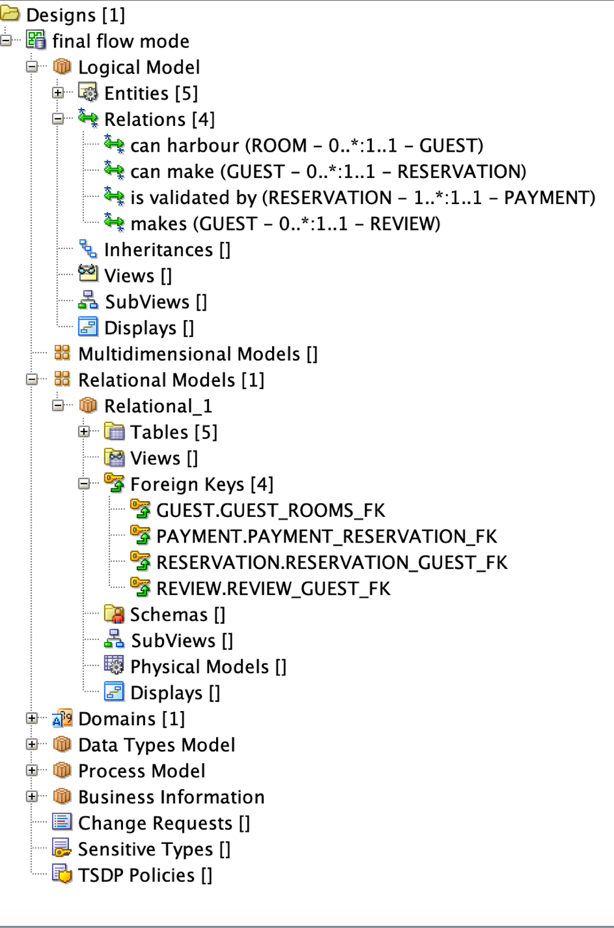 Designs [1]
final flow mode
Logical Model
Entities [5]
Relations [4]
can harbour (ROOM - 0..*:1..1 - GUEST)
can make (GUEST - 0..*:1..1 - RESERVATION)
is validated by (RESERVATION - 1..*:1..1 - PAYMENT)
makes (GUEST - 0..*:1..1 - REVIEW)
Inheritances []
Views []
SubViews []
Displays []
Multidimensional Models []
Relational Models [1]
Relational_1
Tables [5]
Views []
Foreign Keys [4]
GUEST.GUEST_ROOMS_FK
PAYMENT.PAYMENT_RESERVATION_FK
RESERVATION.RESERVATION_GUEST_FK
REVIEW.REVIEW_GUEST_FK
Schemas []
SubViews []
Physical Models []
Displays []
Domains [1]
Data Types Model
Process Model
Business Information
Change Requests []
Sensitive Types []
TSDP Policies []